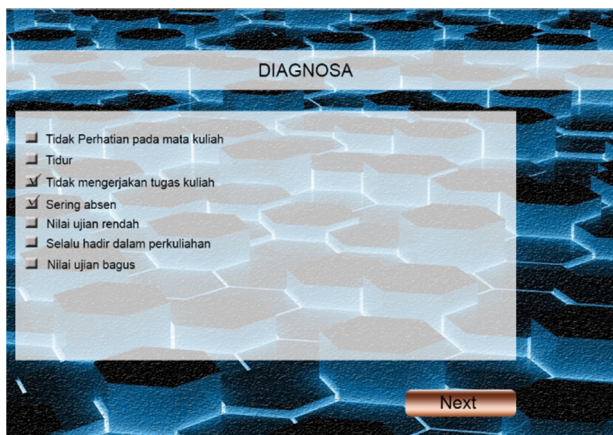 DIAGNOSA
Tidak Perhatian pada mata kuliah
Tidur
Tidak mengerjakan tugas kuliah
Sering absen
Nilai ujian rendah
Selalu hadir dalam perkuliahan
Nilai ujian bagus
Next